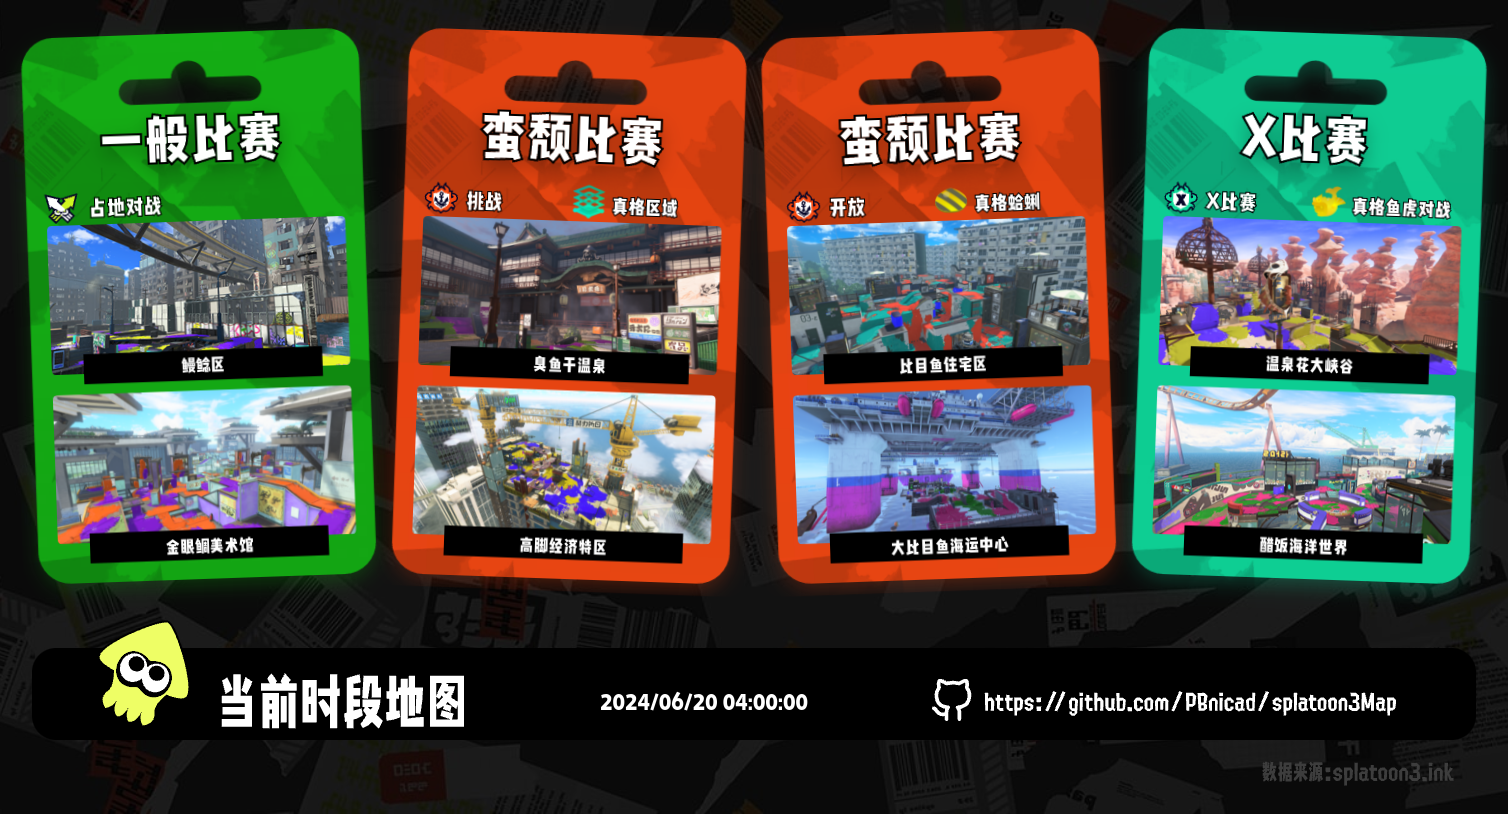 一般比赛
占地对战
鳗鲶区
金眼鲷美术馆
蛮颓比赛
挑战
真格区域
臭鱼干温泉
高脚经济特区
蛮颓比赛
开放
真格蛤蜊
比目鱼住宅区
大比目鱼海运中心
X比赛
X比赛
真格鱼虎对战
温泉花大峡谷
醋饭海洋世界
当前时段地图
2024/06/20 04:00:00
https://github.com/PBnicad/splatoon3Map
数据来源:splatoon3.ink